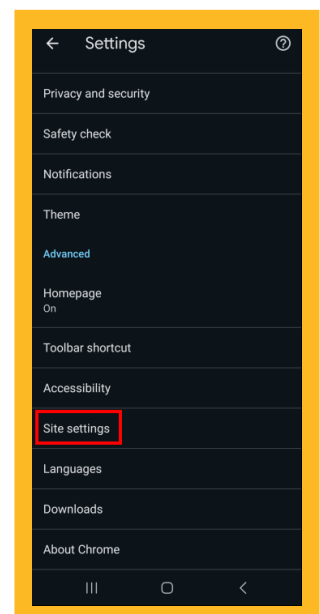 Settings
Privacy and security
Safety check
Notifications
Theme
Advanced
Homepage
On
Toolbar shortcut
Accessibility
Site settings
Languages
Downloads
About Chrome